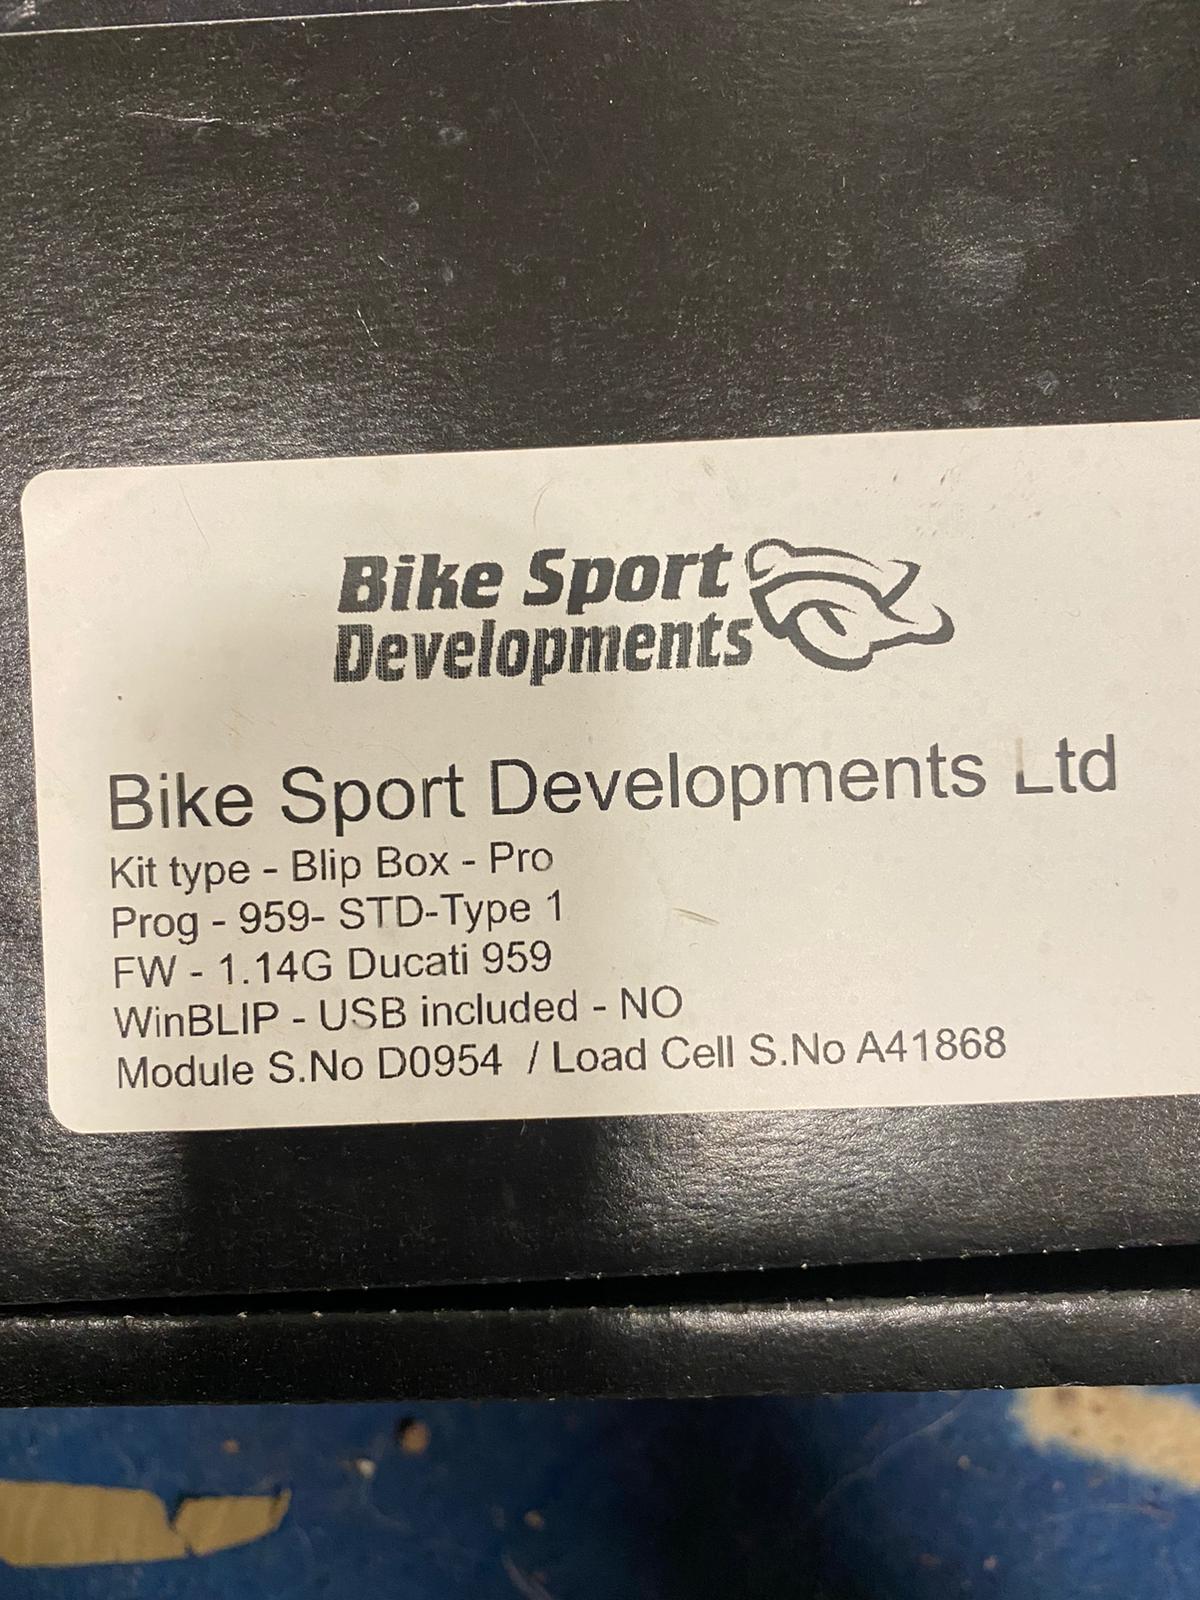 Bike Sport
Developments
Bike Sport Developments Ltd
Kit type - Blip Box - Pro
Prog - 959- STD-Type 1
FW - 1.14G Ducati 959
WinBLIP - USB included - NO
Module S.No D0954 / Load Cell S.No A41868